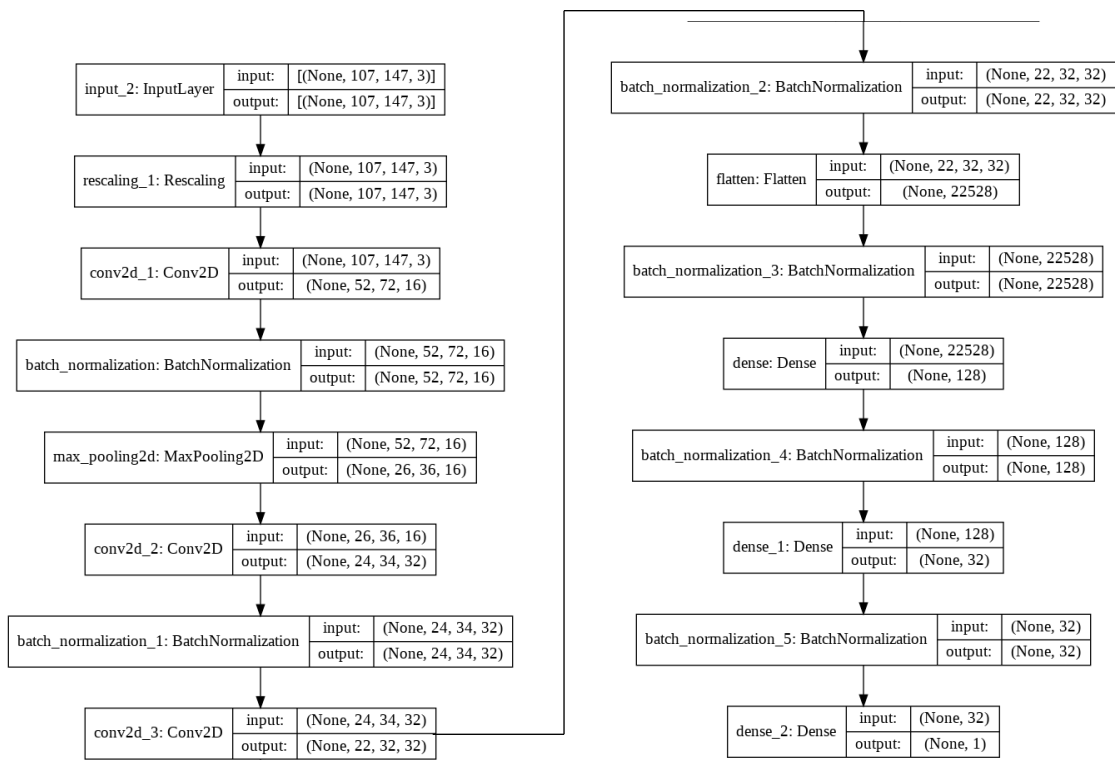 input_2: InputLayer
input: [(None, 107, 147, 3)]
output: [(None, 107, 147, 3)]
rescaling_1: Rescaling
input: (None, 107, 147, 3)
output: (None, 107, 147, 3)
conv2d_1: Conv2D
input: (None, 107, 147, 3)
output: (None, 52, 72, 16)
batch_normalization: BatchNormalization
input: (None, 52, 72, 16)
output: (None, 52, 72, 16)
max_pooling2d: MaxPooling2D
input: (None, 52, 72, 16)
output: (None, 26, 36, 16)
conv2d_2: Conv2D
input: (None, 26, 36, 16)
output: (None, 24, 34, 32)
batch_normalization_1: BatchNormalization
input: (None, 24, 34, 32)
output: (None, 24, 34, 32)
conv2d_3: Conv2D
input: (None, 24, 34, 32)
output: (None, 22, 32, 32)
batch_normalization_2: BatchNormalization
input: (None, 22, 32, 32)
output: (None, 22, 32, 32)
flatten: Flatten
input: (None, 22, 32, 32)
output: (None, 22528)
batch_normalization_3: BatchNormalization
input: (None, 22528)
output: (None, 22528)
dense: Dense
input: (None, 22528)
output: (None, 128)
batch_normalization_4: BatchNormalization
input: (None, 128)
output: (None, 128)
dense_1: Dense
input: (None, 128)
output: (None, 32)
batch_normalization_5: BatchNormalization
input: (None, 32)
output: (None, 32)
dense_2: Dense
input: (None, 32)
output: (None, 1)